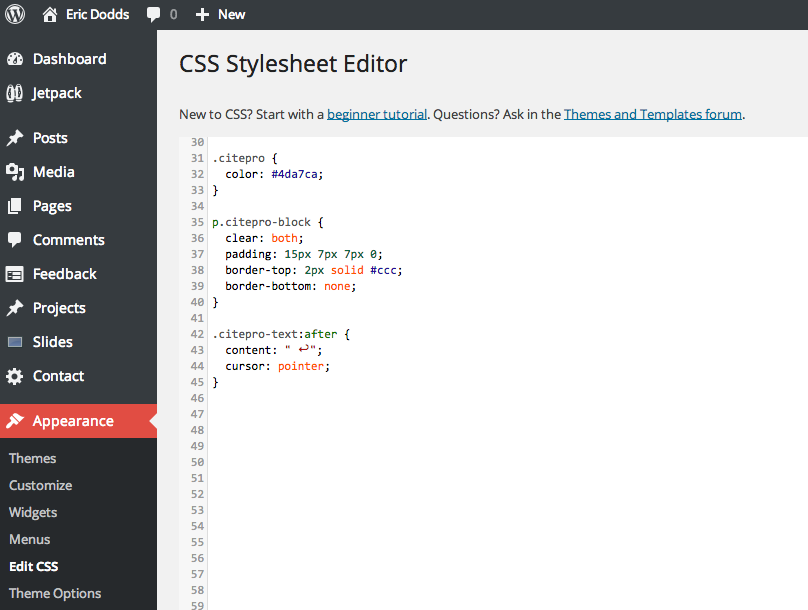 Eric Dodds 0 New
Dashboard
Jetpack
Posts
Media
Pages
Comments
Feedback
Projects
Slides
Contact
Appearance
Themes
Customize
Widgets
Menus
Edit CSS
Theme Options
CSS Stylesheet Editor
New to CSS? Start with a beginner tutorial. Questions? Ask in the Themes and Templates forum.
30
31 .citepro {
32 color: #4da7ca;
33 }
34
35 p.citepro-block {
36 clear: both;
37 padding: 15px 7px 7px 0;
38 border-top: 2px solid #ccc;
39 border-bottom: none;
40 }
41
42 .citepro-text:after {
43 content: " ↩";
44 cursor: pointer;
45 }
46
47
48
49
50
51
52
53
54
55
56
57
58
59